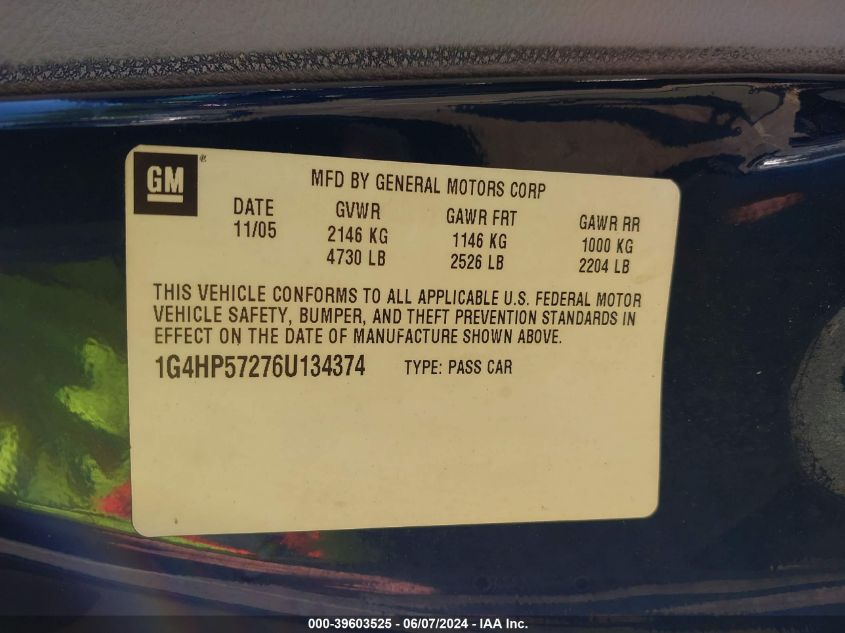 GM®
MFD BY GENERAL MOTORS CORP
DATE GVWR GAWR FRT GAWR RR
11/05 2146 KG 1146 KG 1000 KG
4730 LB 2526 LB 2204 LB
THIS VEHICLE CONFORMS TO ALL APPLICABLE U.S. FEDERAL MOTOR
VEHICLE SAFETY, BUMPER, AND THEFT PREVENTION STANDARDS IN
EFFECT ON THE DATE OF MANUFACTURE SHOWN ABOVE.
1G4HP57276U134374 TYPE: PASS CAR
000-39603525 - 06/07/2024 - IAA Inc.